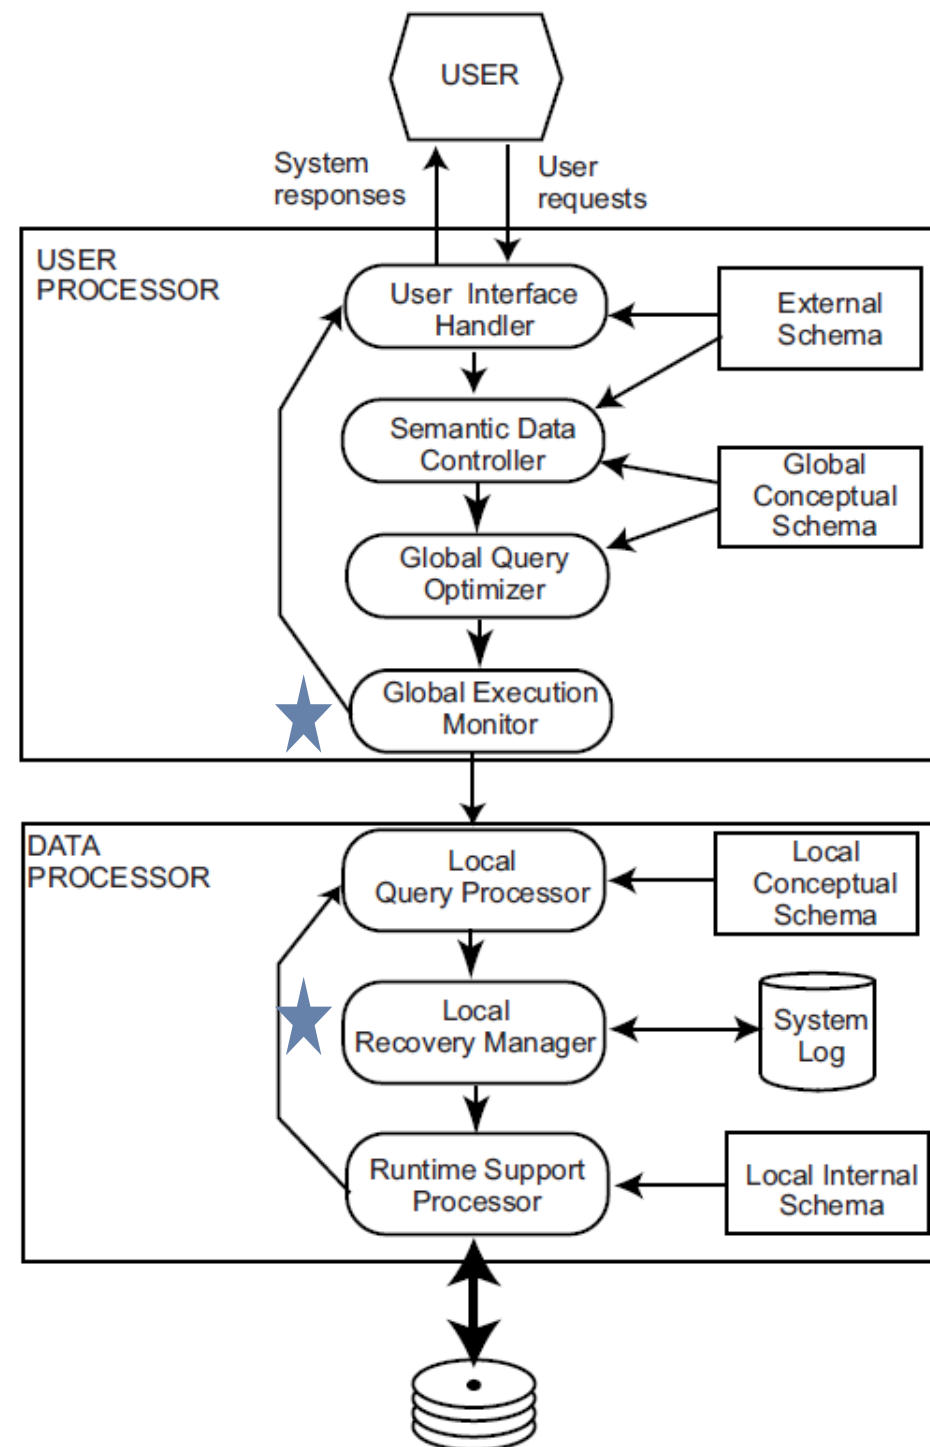 USER
System
responses
User
requests
USER
PROCESSOR
User Interface
Handler
External
Schema
Semantic Data
Controller
Global
Conceptual
Schema
Global Query
Optimizer
Global Execution
Monitor
DATA
PROCESSOR
Local
Query Processor
Local
Conceptual
Schema
Local
Recovery Manager
System
Log
Runtime Support
Processor
Local Internal
Schema